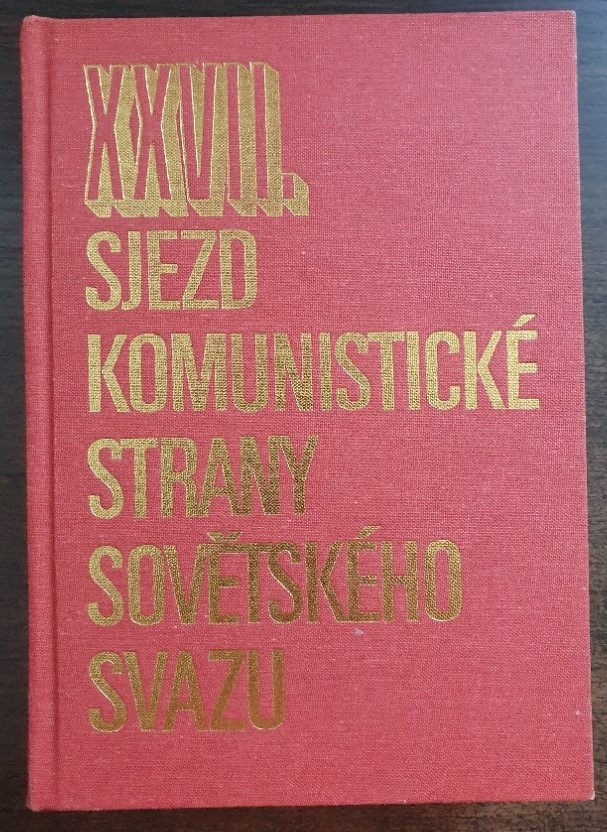 XXVII.
SJEZD
KOMUNISTICKÉ
STRANY
SOVĚTSKÉHO
SVAZU